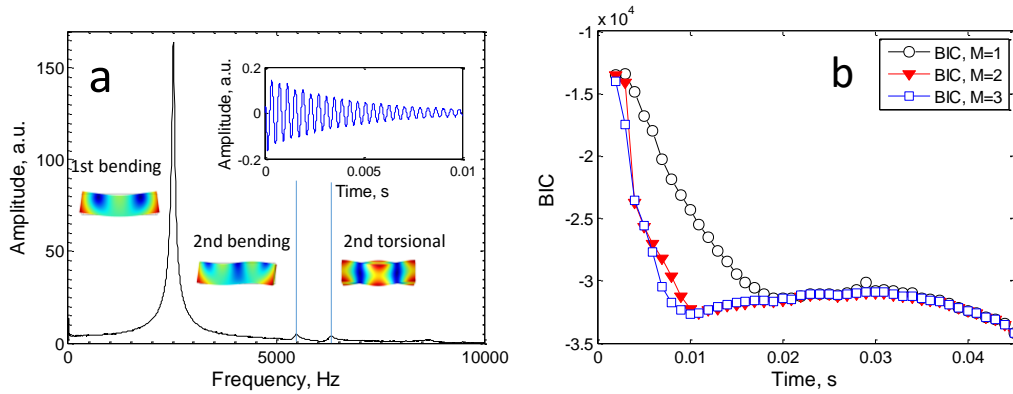 a
1st bending
2nd bending
2nd torsional
Amplitude, a.u.
150
100
50
0
0
5000
10000
Frequency, Hz
Amplitude, a.u.
0.2
0
-0.2
0.005
0.01
Time, s
b
x 10^4
-1
-1.5
-2
-2.5
-3
-3.5
BIC
0
0.01
0.02
0.03
0.04
Time, s
BIC, M=1
BIC, M=2
BIC, M=3